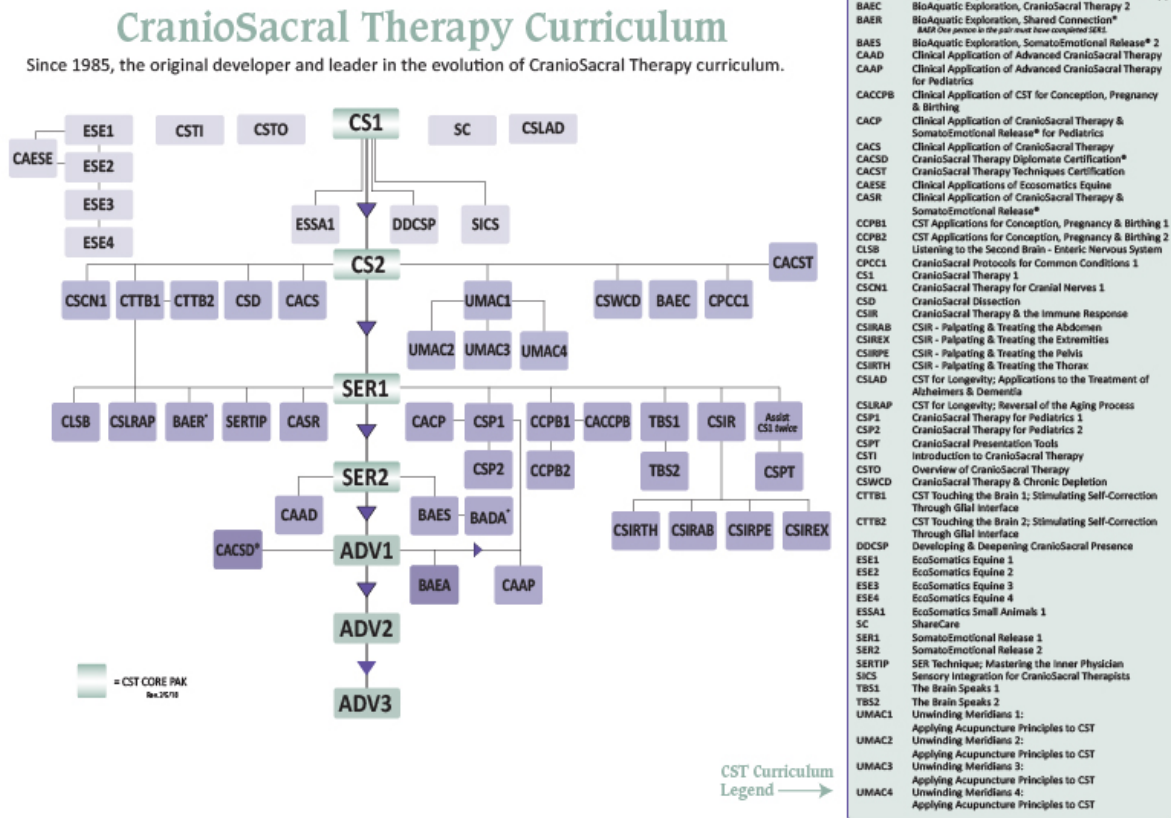 CranioSacral Therapy Curriculum
Since 1985, the original developer and leader in the evolution of CranioSacral Therapy curriculum.
ESE1
CSTI
CSTO
CS1
SC
CSLAD
CAESE
ESE2
ESE3
ESE4
ESSA1
DDCSP
SICS
CS2
CACST
CSCN1
CTTB1
CTTB2
CSD
CACS
UMAC1
CSWCD
BAEC
CPCC1
UMAC2
UMAC3
UMAC4
SER1
CLSB
CSLRAP
BAER*
SERTIP
CASR
CACP
CSP1
CCPB1
CACCPB
TBS1
CSIR
Assist
CS1 twice
CSP2
CCPB2
TBS2
CSPT
SER2
CAAD
BAES
BADA*
CSIRTH
CSIRAB
CSIRPE
CSIREX
CACSD®
ADV1
BAEA
CAAP
ADV2
= CST CORE PAK
ADV3
CST Curriculum
Legend
BAEC BioAquatic Exploration, CranioSacral Therapy 2
BAER BioAquatic Exploration, Shared Connection*
BAER One person in the pair must have completed SER1.
BAES BioAquatic Exploration, SomatoEmotional Release® 2
CAAD Clinical Application of Advanced CranioSacral Therapy
CAAP Clinical Application of Advanced CranioSacral Therapy
for Pediatrics
CACCPB Clinical Application of CST for Conception, Pregnancy
& Birthing
CACP Clinical Application of CranioSacral Therapy &
SomatoEmotional Release® for Pediatrics
CACS Clinical Application of CranioSacral Therapy
CACSD CranioSacral Therapy Diplomate Certification®
CACST CranioSacral Therapy Techniques Certification
CAESE Clinical Applications of Ecosomatics Equine
CASR Clinical Application of CranioSacral Therapy &
SomatoEmotional Release®
CCPB1 CST Applications for Conception, Pregnancy & Birthing 1
CCPB2 CST Applications for Conception, Pregnancy & Birthing 2
CLSB Listening to the Second Brain - Enteric Nervous System
CPCC1 CranioSacral Protocols for Common Conditions 1
CS1 CranioSacral Therapy 1
CSCN1 CranioSacral Therapy for Cranial Nerves 1
CSD CranioSacral Dissection
CSIR CranioSacral Therapy & the Immune Response
CSIRAB CSIR - Palpating & Treating the Abdomen
CSIREX CSIR - Palpating & Treating the Extremities
CSIRPE CSIR - Palpating & Treating the Pelvis
CSIRTH CSIR - Palpating & Treating the Thorax
CSLAD CST for Longevity; Applications to the Treatment of
Alzheimers & Dementia
CSLRAP CST for Longevity; Reversal of the Aging Process
CSP1 CranioSacral Therapy for Pediatrics 1
CSP2 CranioSacral Therapy for Pediatrics 2
CSPT CranioSacral Presentation Tools
CSTI Introduction to CranioSacral Therapy
CSTO Overview of CranioSacral Therapy
CSWCD CranioSacral Therapy & Chronic Depletion
CTTB1 CST Touching the Brain 1; Stimulating Self-Correction
Through Glial Interface
CTTB2 CST Touching the Brain 2; Stimulating Self-Correction
Through Glial Interface
DDCSP Developing & Deepening CranioSacral Presence
ESE1 EcoSomatics Equine 1
ESE2 EcoSomatics Equine 2
ESE3 EcoSomatics Equine 3
ESE4 EcoSomatics Equine 4
ESSA1 EcoSomatics Small Animals 1
SC ShareCare
SER1 SomatoEmotional Release 1
SER2 SomatoEmotional Release 2
SERTIP SER Technique; Mastering the Inner Physician
SICS Sensory Integration for CranioSacral Therapists
TBS1 The Brain Speaks 1
TBS2 The Brain Speaks 2
UMAC1 Unwinding Meridians 1:
Applying Acupuncture Principles to CST
UMAC2 Unwinding Meridians 2:
Applying Acupuncture Principles to CST
UMAC3 Unwinding Meridians 3:
Applying Acupuncture Principles to CST
UMAC4 Unwinding Meridians 4:
Applying Acupuncture Principles to CST